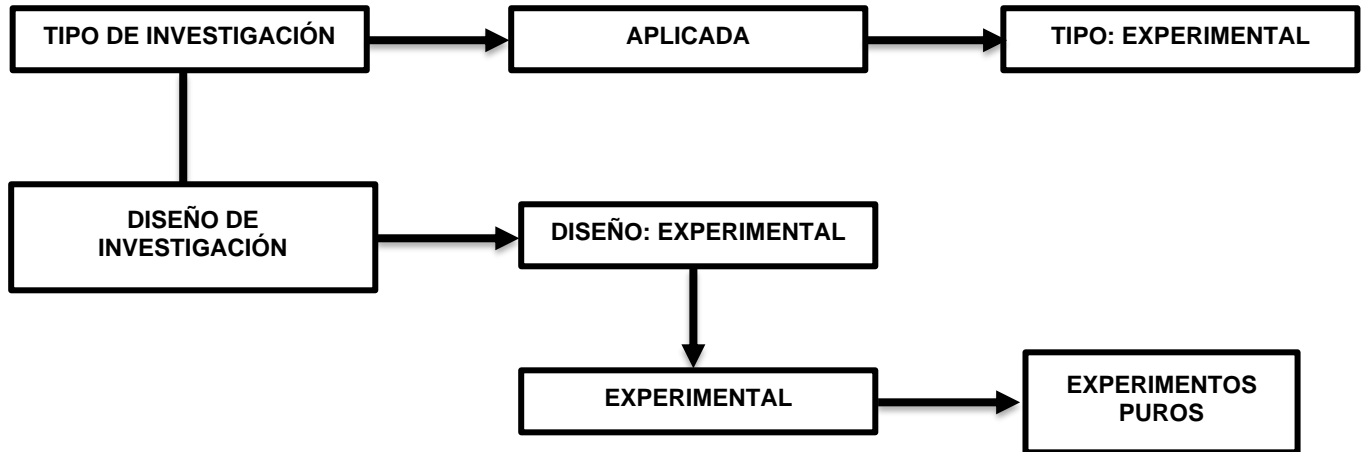 TIPO DE INVESTIGACIÓN
APLICADA
TIPO: EXPERIMENTAL
DISEÑO DE
INVESTIGACIÓN
DISEÑO: EXPERIMENTAL
EXPERIMENTAL
EXPERIMENTOS
PUROS